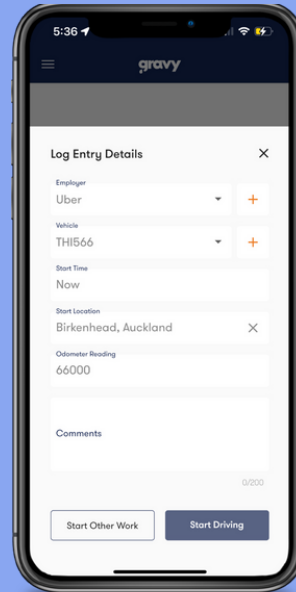 5:36
gravy
Log Entry Details
Employer
Uber
Vehicle
THI566
Start Time
Now
Start Location
Birkenhead, Auckland
Odometer Reading
66000
Comments
0/200
Start Other Work
Start Driving